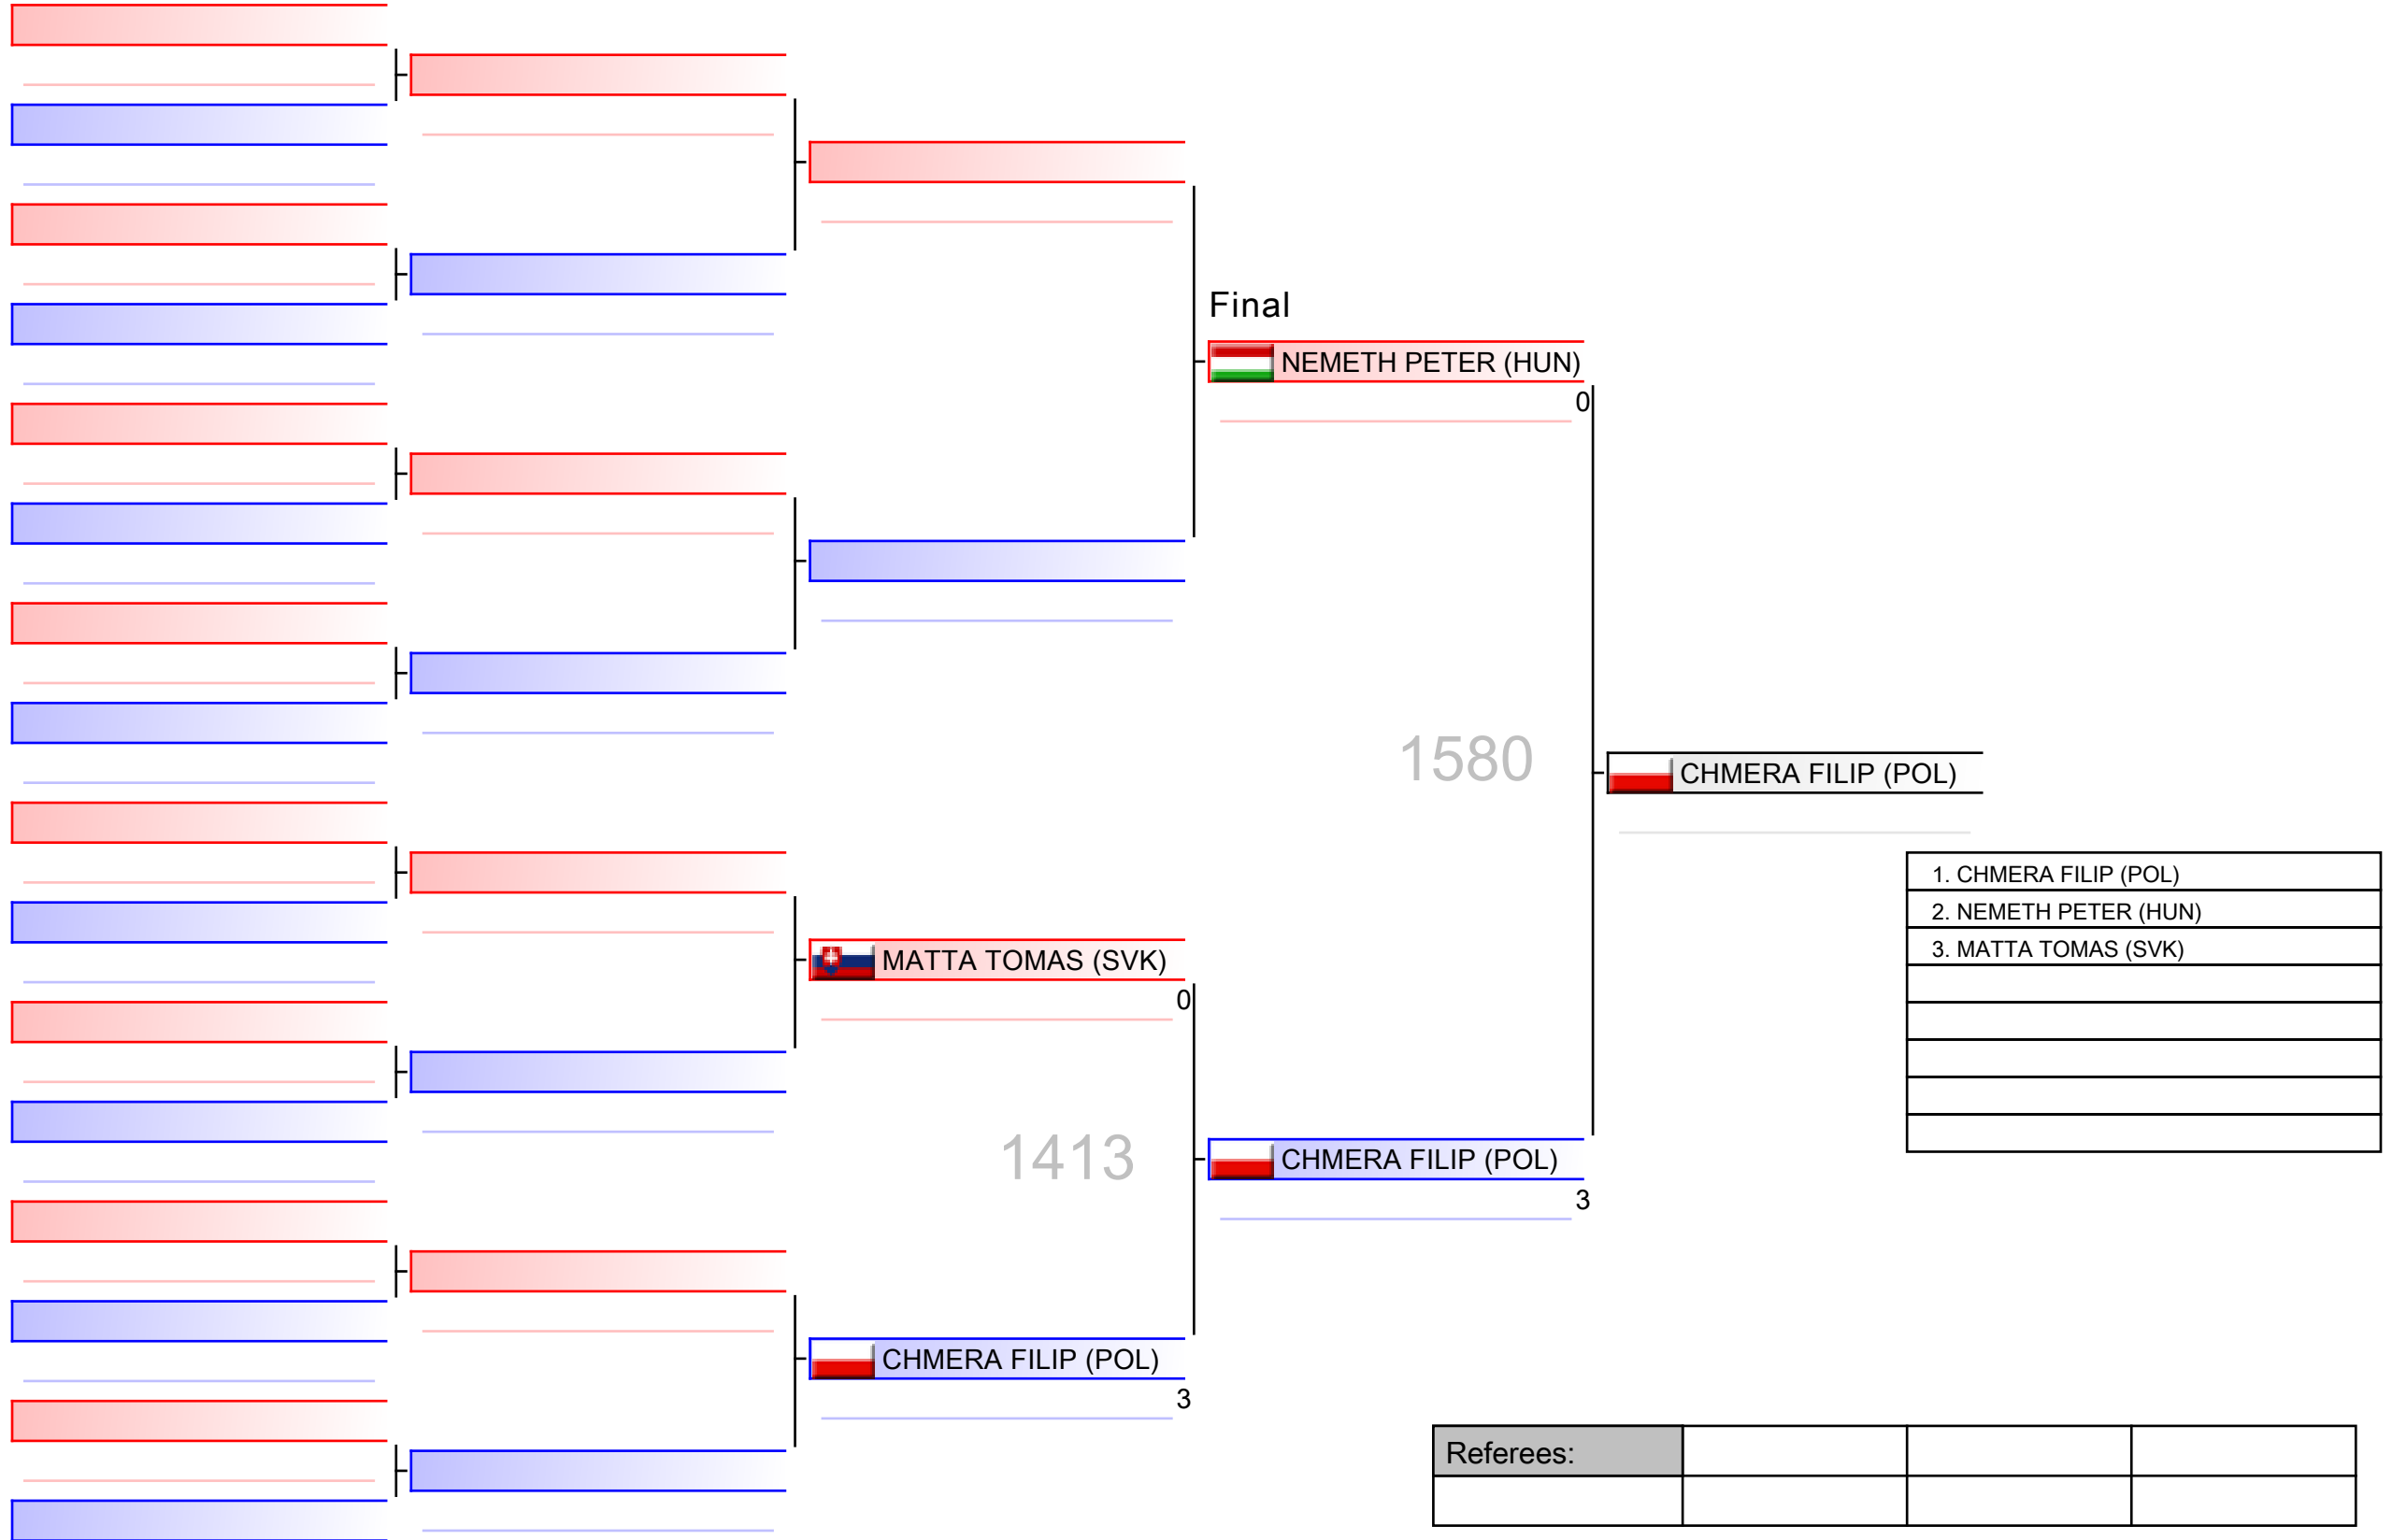 Final
NEMETH PETER (HUN)
0
1580
CHMERA FILIP (POL)
1. CHMERA FILIP (POL)
2. NEMETH PETER (HUN)
3. MATTA TOMAS (SVK)
MATTA TOMAS (SVK)
0
1413
CHMERA FILIP (POL)
3
CHMERA FILIP (POL)
3
Referees: